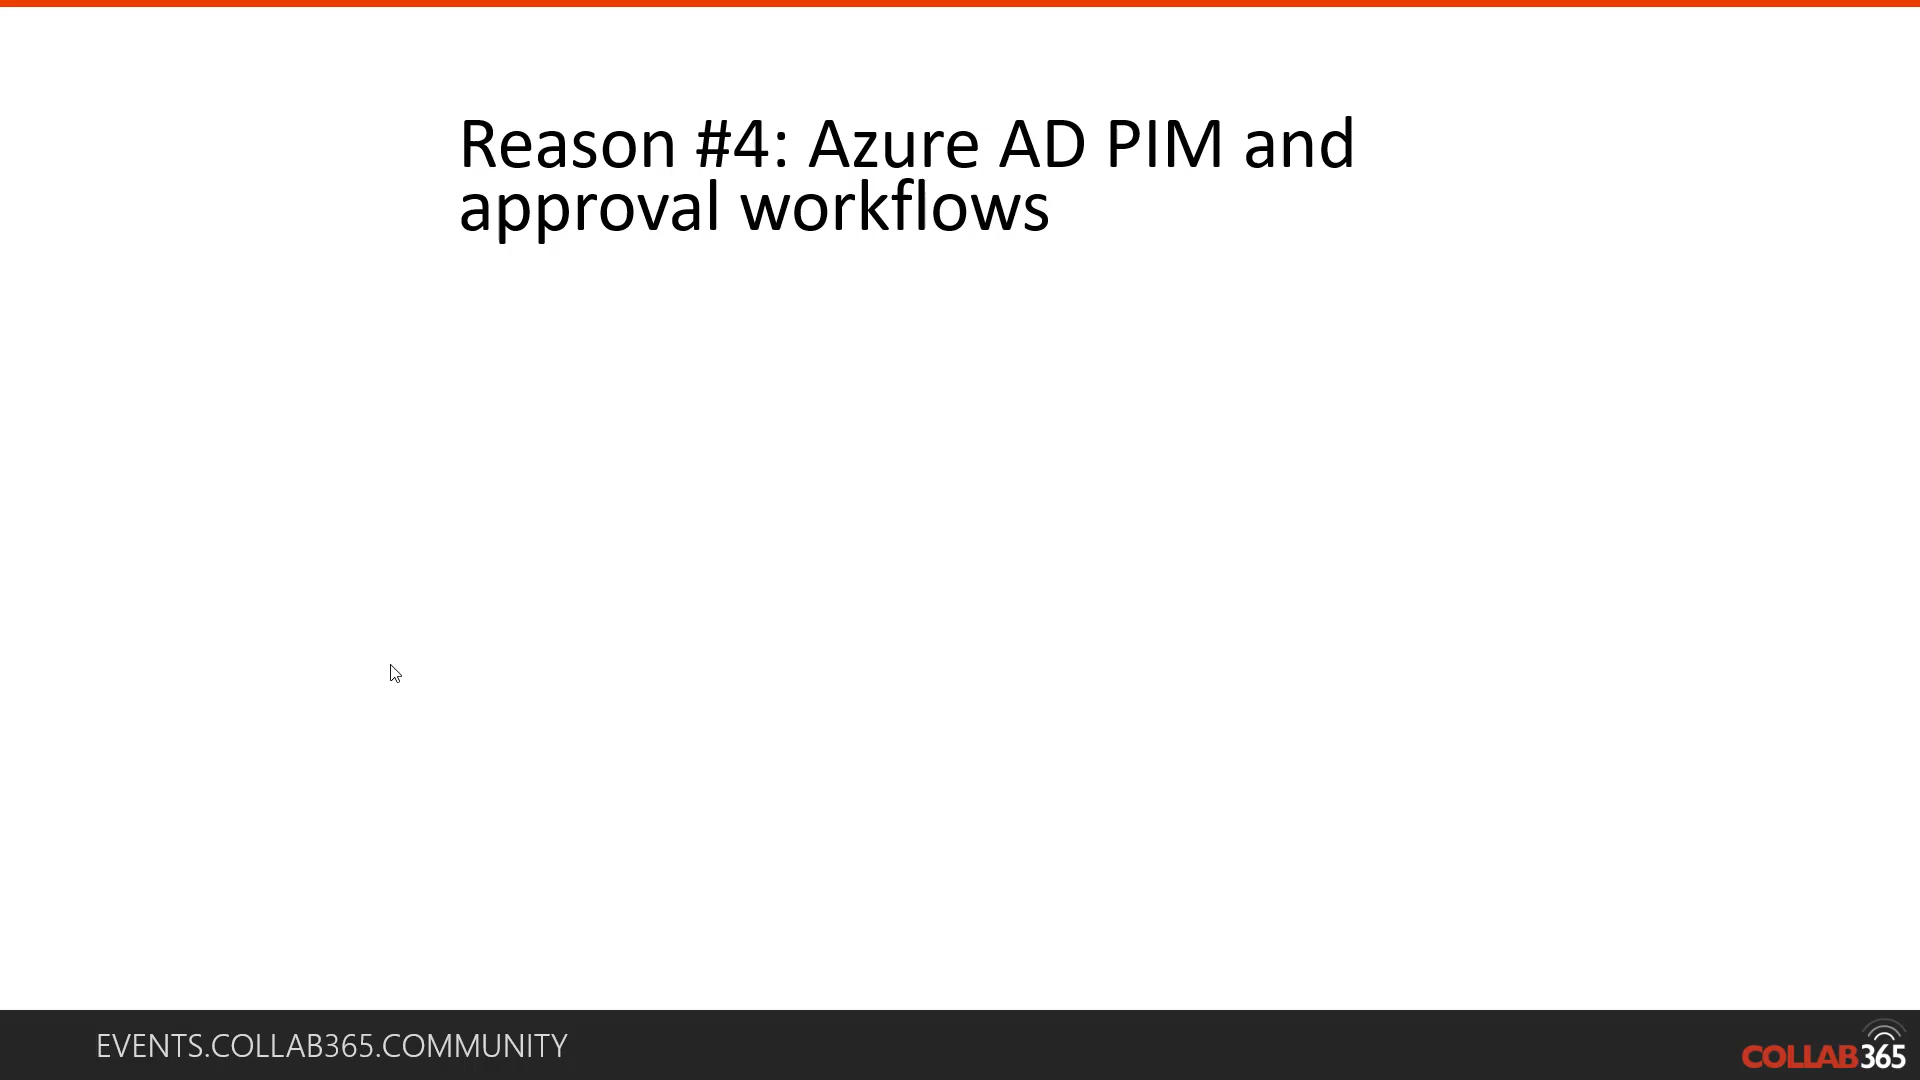 Reason #4: Azure AD PIM and
approval workflows
EVENTS.COLLAB365.COMMUNITY
COLLAB365